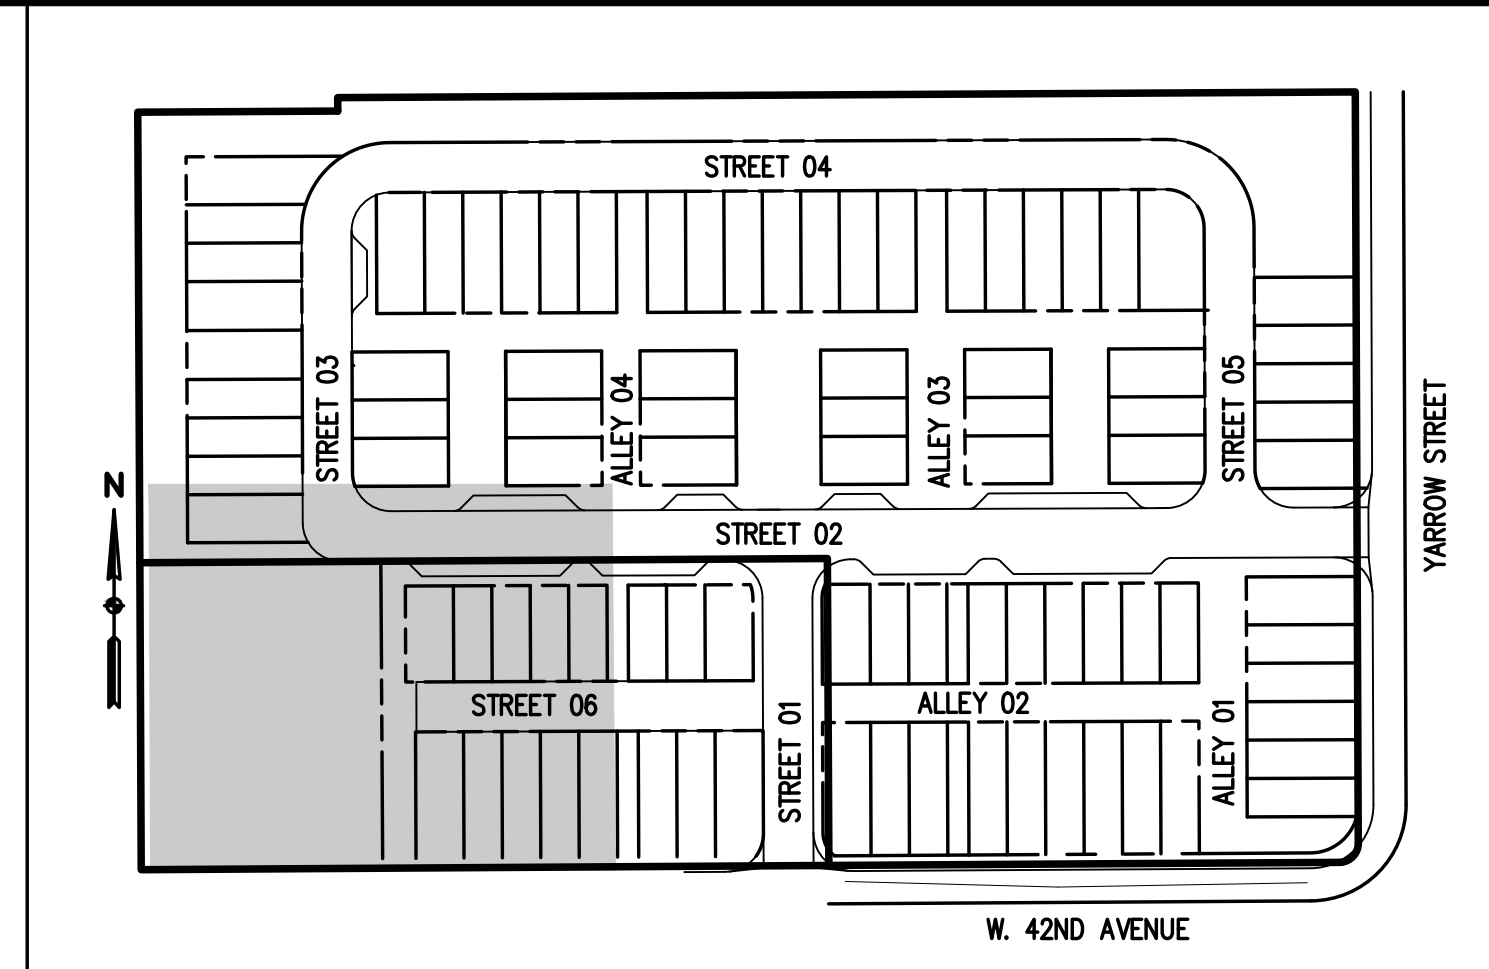 STREET 04
STREET 03
ALLEY 04
ALLEY 03
STREET 05
YARROW STREET
N
STREET 02
STREET 06
STREET 01
ALLEY 02
ALLEY 01
W. 42ND AVENUE